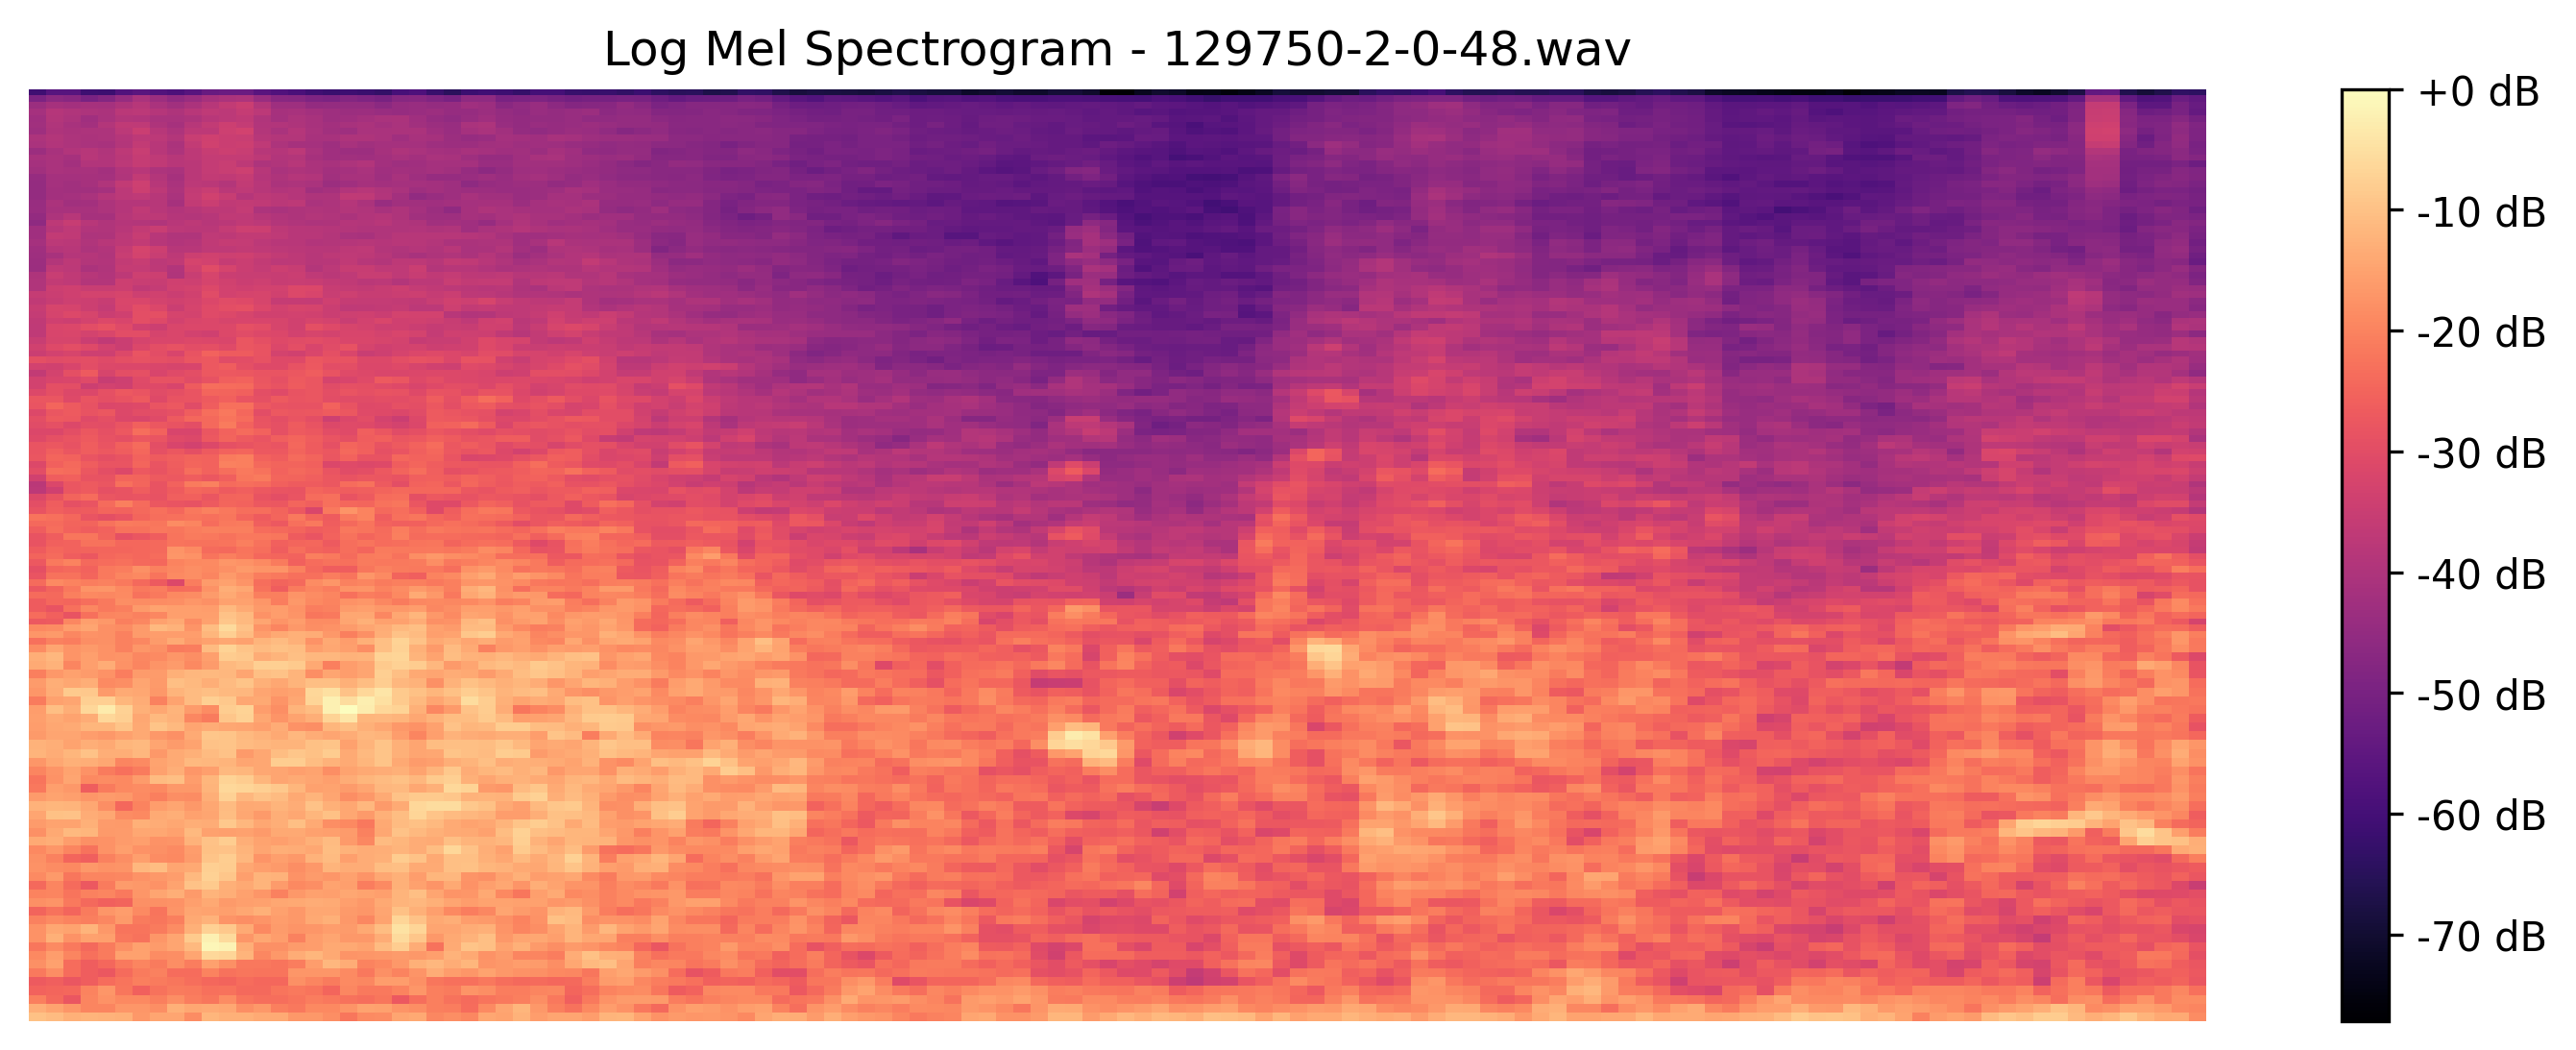 Log Mel Spectrogram - 129750-2-0-48.wav
+0 dB
-10 dB
-20 dB
-30 dB
-40 dB
-50 dB
-60 dB
-70 dB